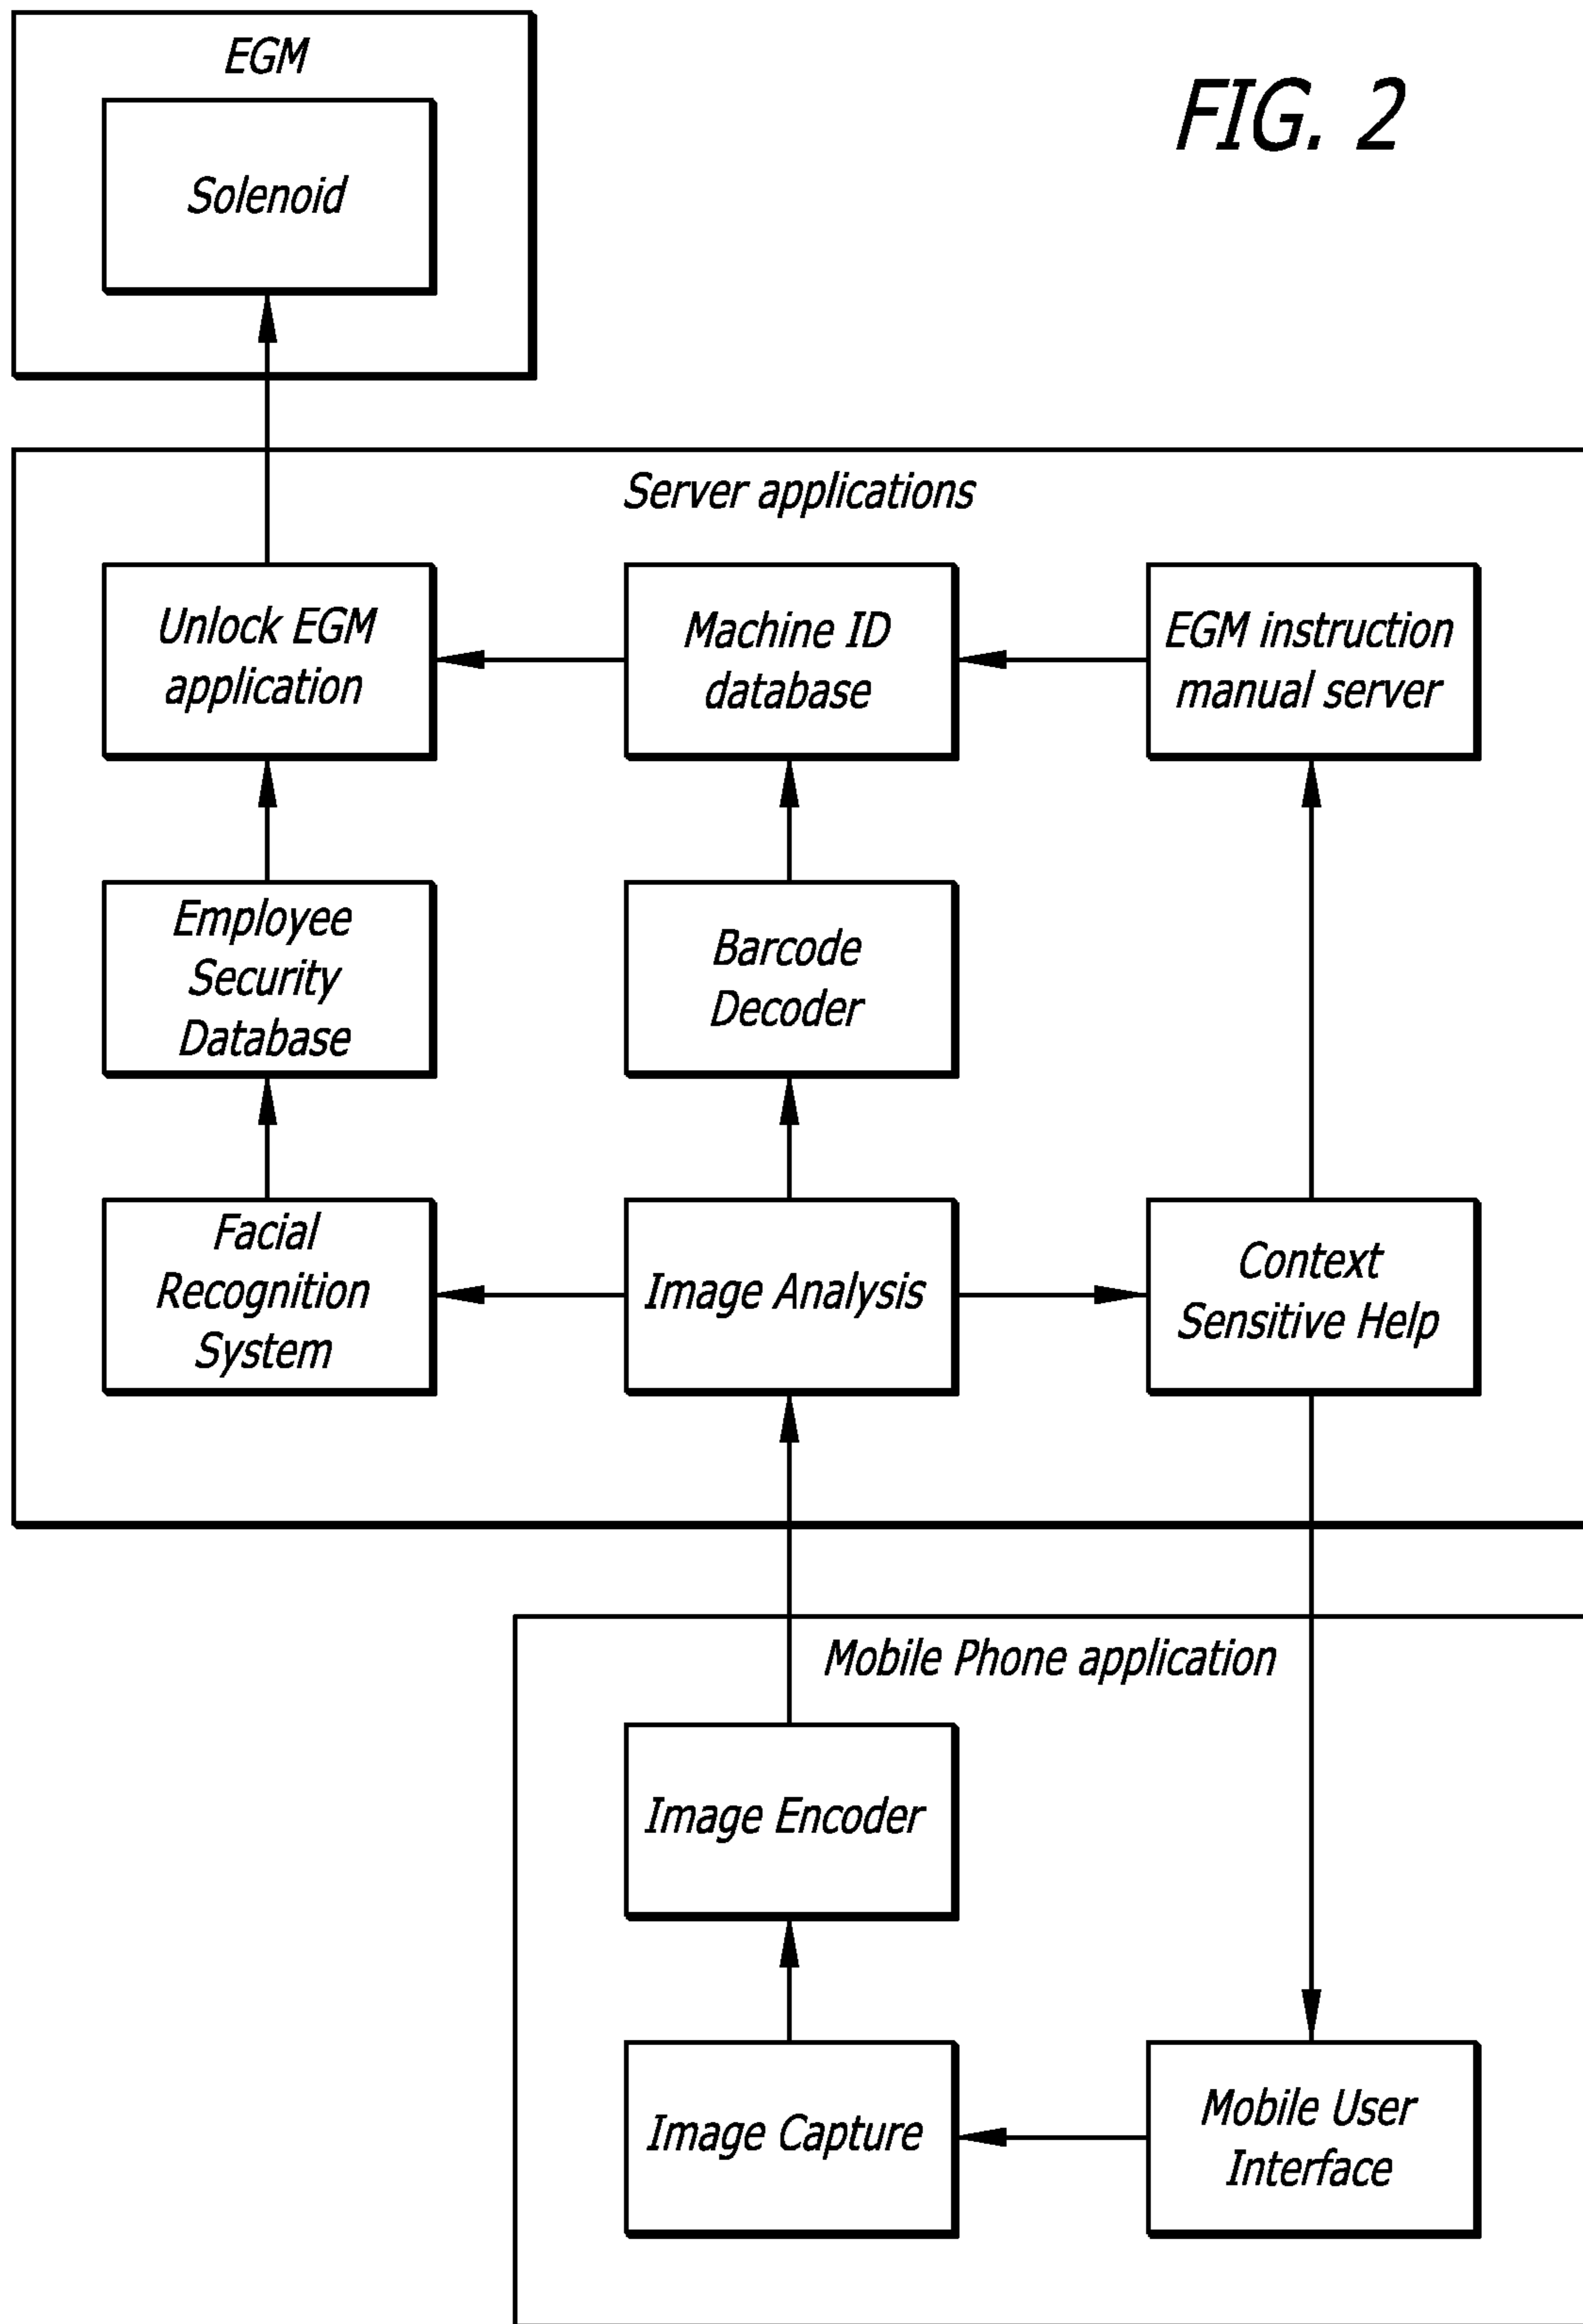 EGM
FIG. 2
Solenoid
Server applications
Unlock EGM
application
Machine ID
database
EGM instruction
manual server
Employee
Security
Database
Barcode
Decoder
Facial
Recognition
System
Image Analysis
Context
Sensitive Help
Mobile Phone application
Image Encoder
Image Capture
Mobile User
Interface